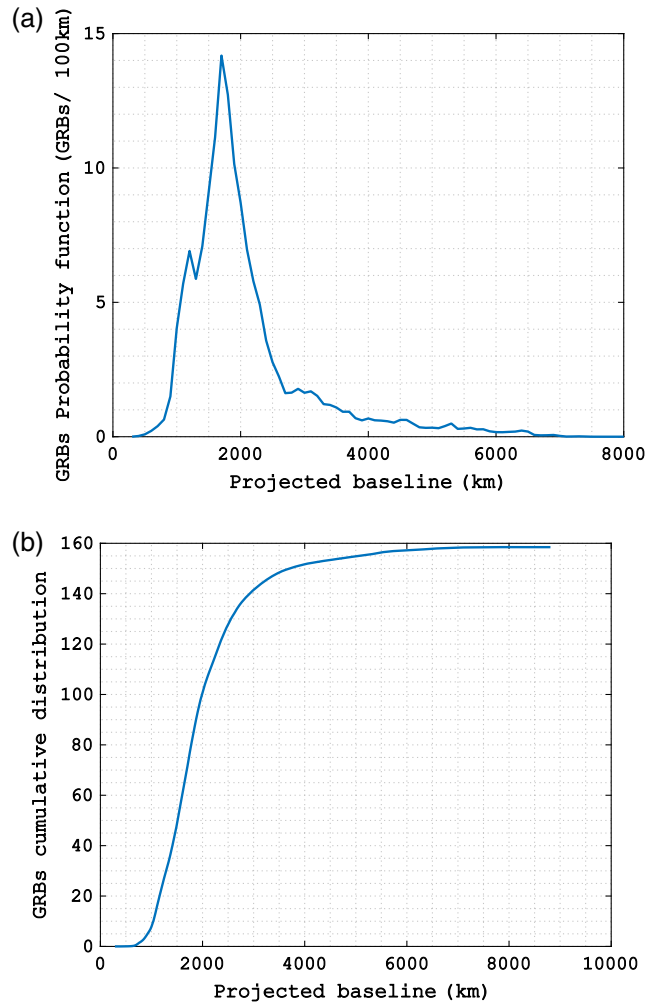 (a)
GRBs Probability function (GRBs/ 100km)
15
10
5
0
0 2000 4000 6000 8000
Projected baseline (km)
(b)
GRBs cumulative distribution
160
140
120
100
80
60
40
20
0
0 2000 4000 6000 8000 10000
Projected baseline (km)